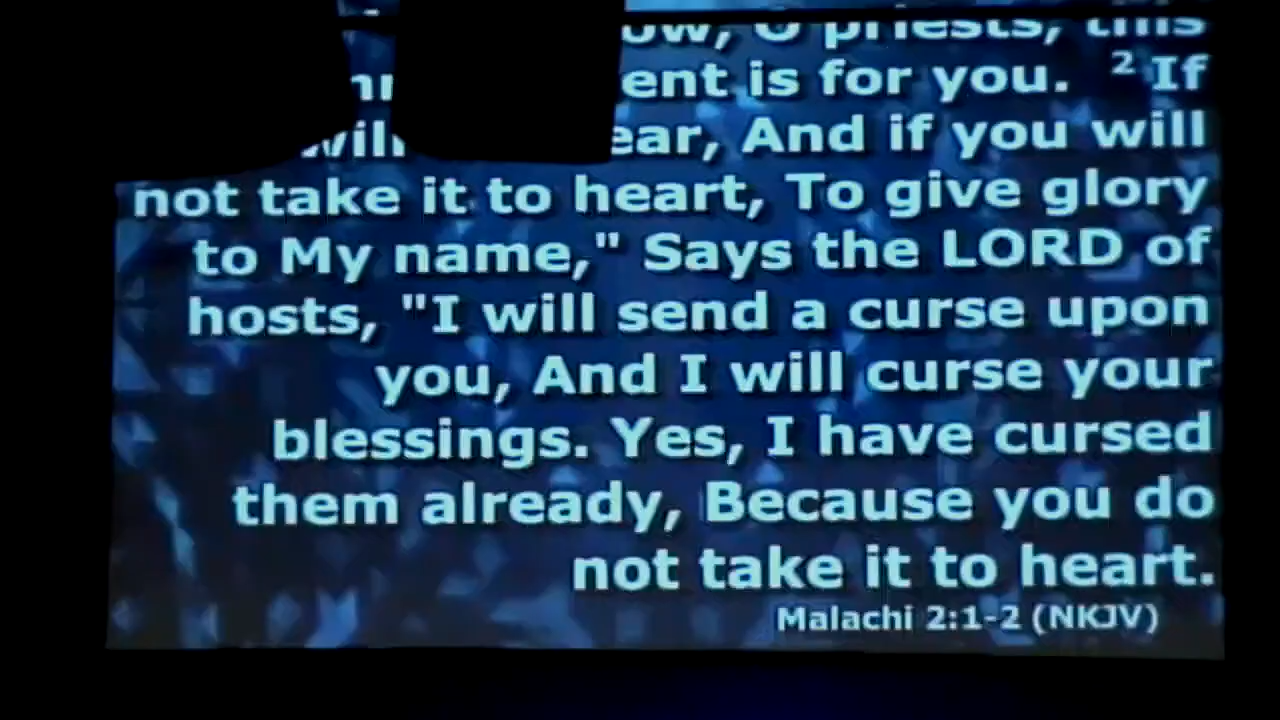 O priests, this
is for you. 2 If
And if you will
not take it to heart, To give glory
to My name," Says the LORD of
hosts, "I will send a curse upon
you, And I will curse your
blessings. Yes, I have cursed
them already, Because you do
not take it to heart.
Malachi 2:1-2 (NKJV)